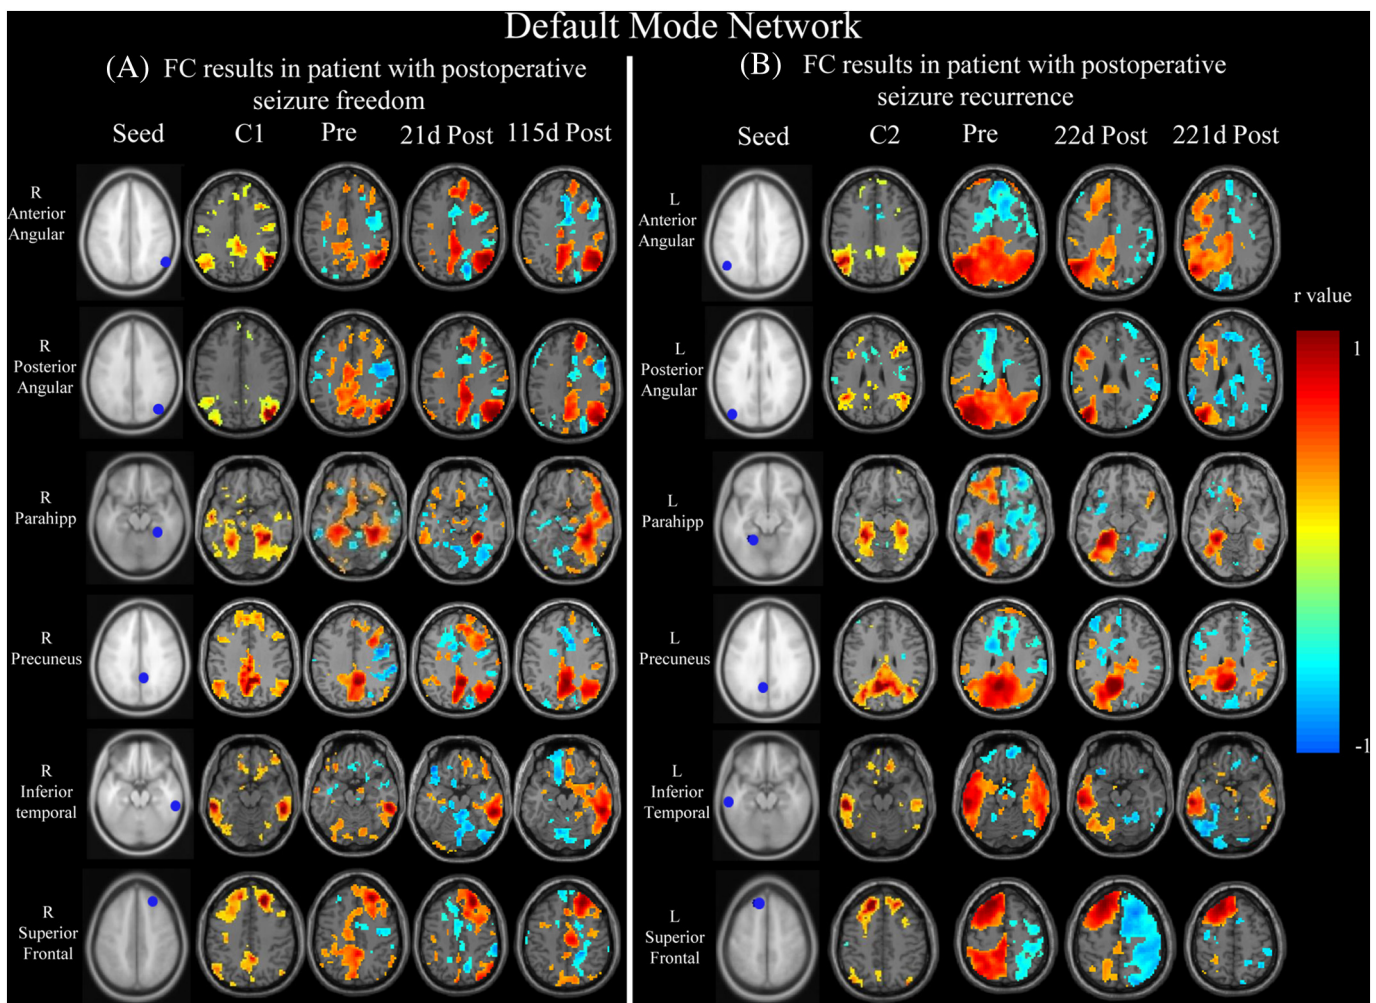 Default Mode Network
(A) FC results in patient with postoperative
seizure freedom
Seed C1 Pre 21d Post 115d Post
R
Anterior
Angular
R
Posterior
Angular
R
Parahipp
R
Precuneus
R
Inferior
temporal
R
Superior
Frontal
(B) FC results in patient with postoperative
seizure recurrence
Seed C2 Pre 22d Post 221d Post
L
Anterior
Angular
L
Posterior
Angular
L
Parahipp
L
Precuneus
L
Inferior
Temporal
L
Superior
Frontal
r value
1
-1